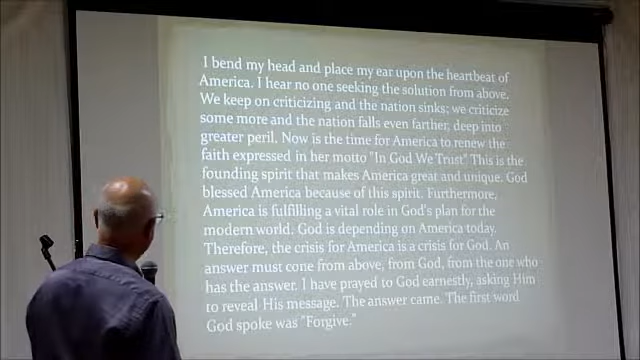 I bend my head and place my ear upon the heartbeat of
America. I hear no one seeking the solution from above.
We keep on criticizing and the nation sinks; we criticize
some more and the nation falls even farther, deep into
greater peril. Now is the time for America to renew the
faith expressed in her motto "In God We Trust." This is the
founding spirit that makes America great and unique. God
blessed America because of this spirit. Furthermore,
America is fulfilling a vital role in God's plan for the
modern world. God is depending on America today.
Therefore, the crisis for America is a crisis for God. An
answer must cone from above, from God, from the one who
has the answer. I have prayed to God earnestly, asking Him
to reveal His message. The answer came. The first word
God spoke was "Forgive."